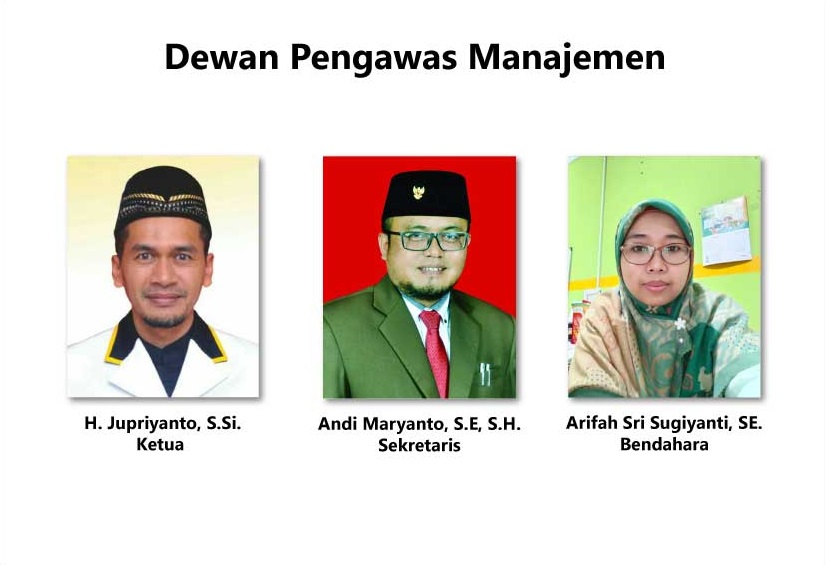 Dewan Pengawas Manajemen
H. Jupriyanto, S.Si.
Ketua
Andi Maryanto, S.E, S.H.
Sekretaris
Arifah Sri Sugiyanti, SE.
Bendahara